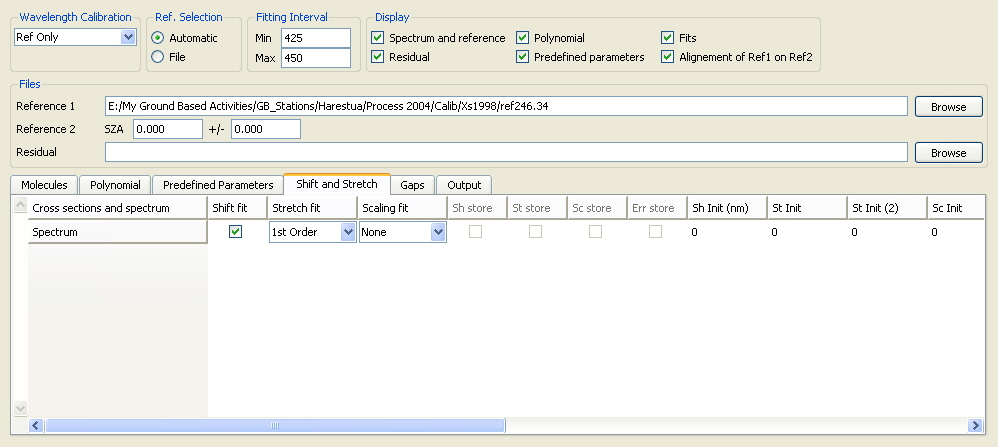 Wavelength Calibration Ref. Selection Fitting Interval Display
Ref Only Automatic Min 425 Spectrum and reference Polynomial Fits
File Max 450 Residual Predefined parameters Alignement of Ref1 on Ref2
Files
Reference 1 E:/My Ground Based Activities/GB_Stations/Harestua/Process 2004/Calib/Xs1998/ref246.34 Browse
Reference 2 SZA 0.000 +/- 0.000
Residual Browse
Molecules Polynomial Predefined Parameters Shift and Stretch Gaps Output
Cross sections and spectrum Shift fit Stretch fit Scaling fit Sh store St store Sc store Err store Sh Init (nm) St Init St Init (2) Sc Init
Spectrum 1st Order None 0 0 0 0